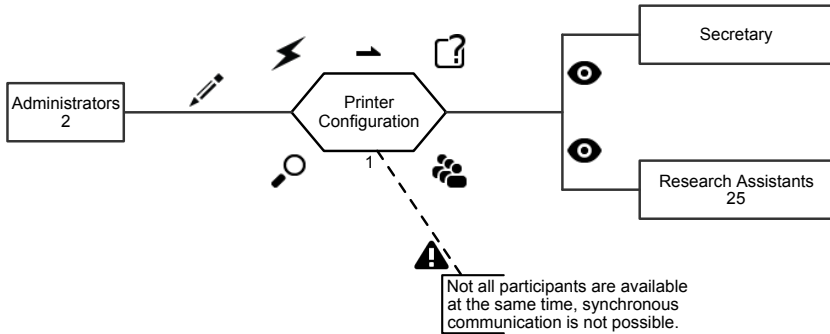 Secretary
Administrators
2
Printer
Configuration
1
Research Assistants
25
Not all participants are available
at the same time, synchronous
communication is not possible.